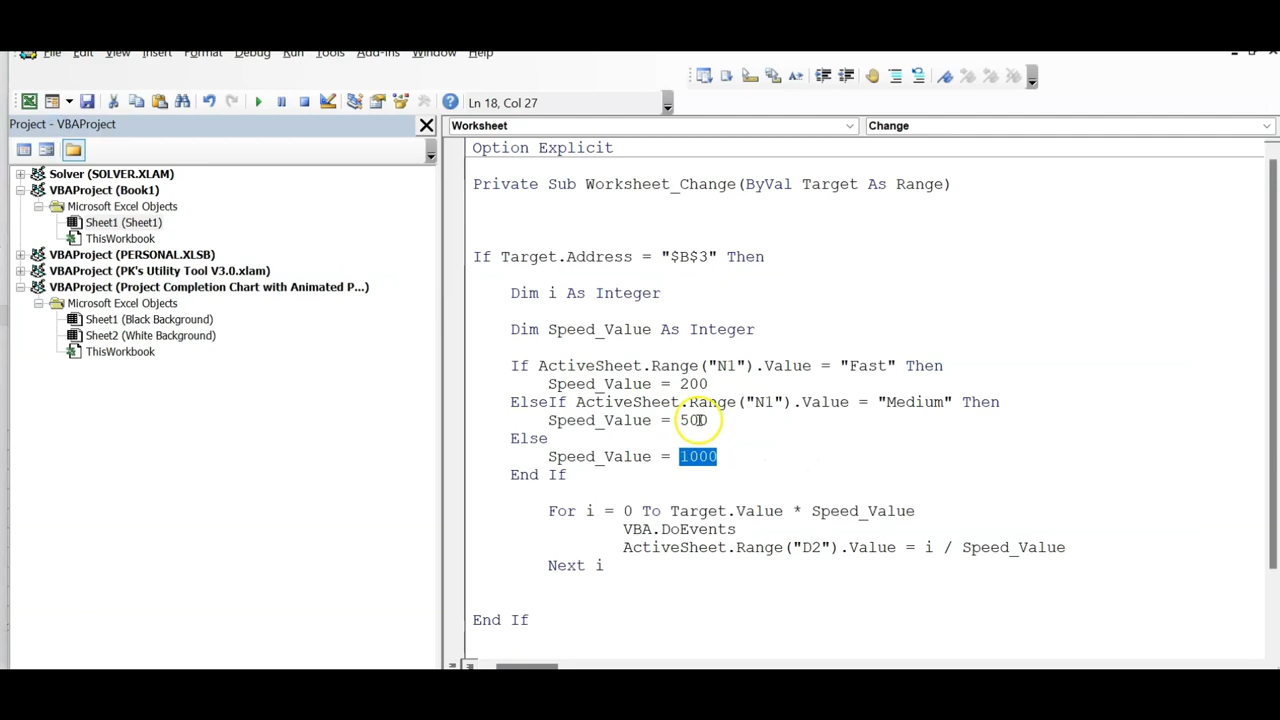 File Edit View Insert Format Debug Run Tools Add-Ins Window Help
Ln 18, Col 27
Project - VBAProject
Solver (SOLVER.XLAM)
VBAProject (Book1)
Microsoft Excel Objects
Sheet1 (Sheet1)
ThisWorkbook
VBAProject (PERSONAL.XLSB)
VBAProject (PK's Utility Tool V3.0.xlam)
VBAProject (Project Completion Chart with Animated P...)
Microsoft Excel Objects
Sheet1 (Black Background)
Sheet2 (White Background)
ThisWorkbook
Worksheet
Change
Option Explicit
Private Sub Worksheet_Change(ByVal Target As Range)
If Target.Address = "$B$3" Then
Dim i As Integer
Dim Speed_Value As Integer
If ActiveSheet.Range("N1").Value = "Fast" Then
Speed_Value = 200
ElseIf ActiveSheet.Range("N1").Value = "Medium" Then
Speed_Value = 500
Else
Speed_Value = 1000
End If
For i = 0 To Target.Value * Speed_Value
VBA.DoEvents
ActiveSheet.Range("D2").Value = i / Speed_Value
Next i
End If